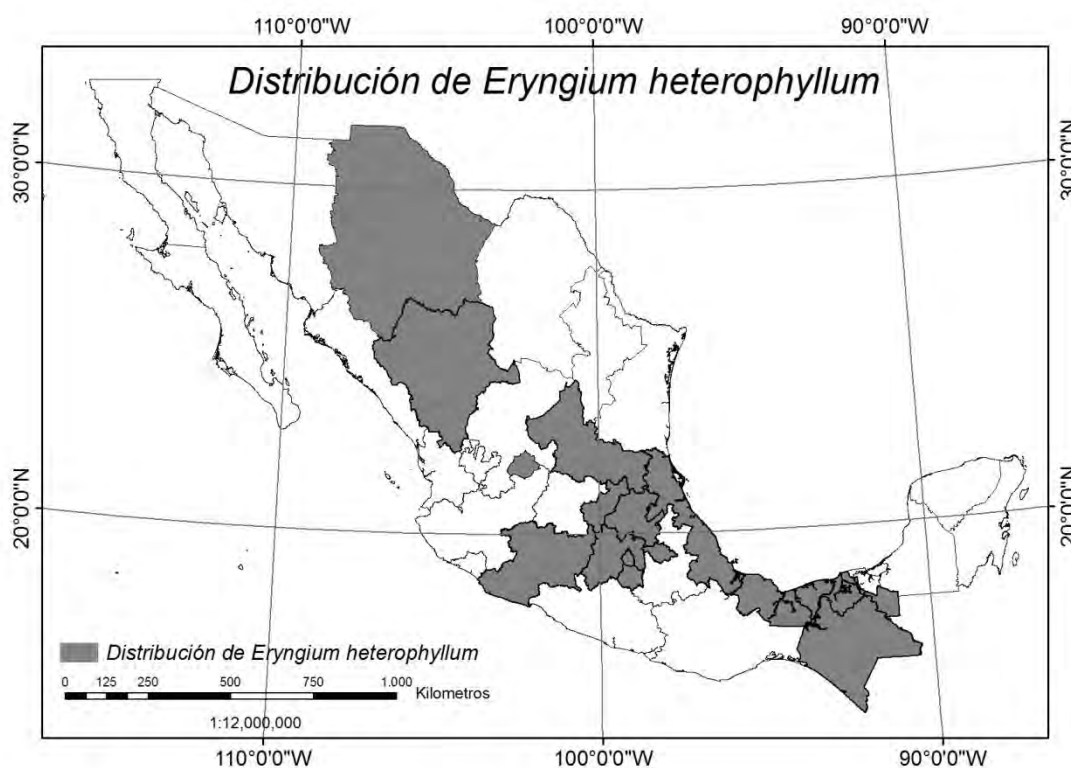 110°0'0"W 100°0'0"W 90°0'0"W
Distribución de Eryngium heterophyllum
30°0'0"N 30°0'0"N
20°0'0"N 20°0'0"N
Distribución de Eryngium heterophyllum
0 125 250 500 750 1.000 Kilometros
1:12,000,000
110°0'0"W 100°0'0"W 90°0'0"W